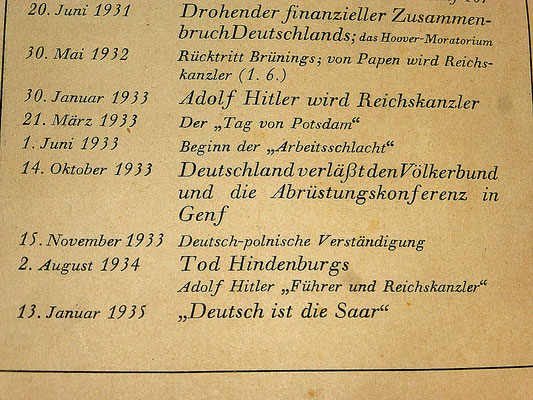 20. Juni 1931 Drohender finanzieller Zusammen-
bruch Deutschlands; das Hoover-Moratorium
30. Mai 1932 Rücktritt Brünings; von Papen wird Reichs-
kanzler (1. 6.)
30. Januar 1933 Adolf Hitler wird Reichskanzler
21. März 1933 Der „Tag von Potsdam“
1. Juni 1933 Beginn der „Arbeitsschlacht“
14. Oktober 1933 Deutschland verläßt den Völkerbund
und die Abrüstungskonferenz in
Genf
15. November 1933 Deutsch-polnische Verständigung
2. August 1934 Tod Hindenburgs
Adolf Hitler „Führer und Reichskanzler“
13. Januar 1935 „Deutsch ist die Saar“